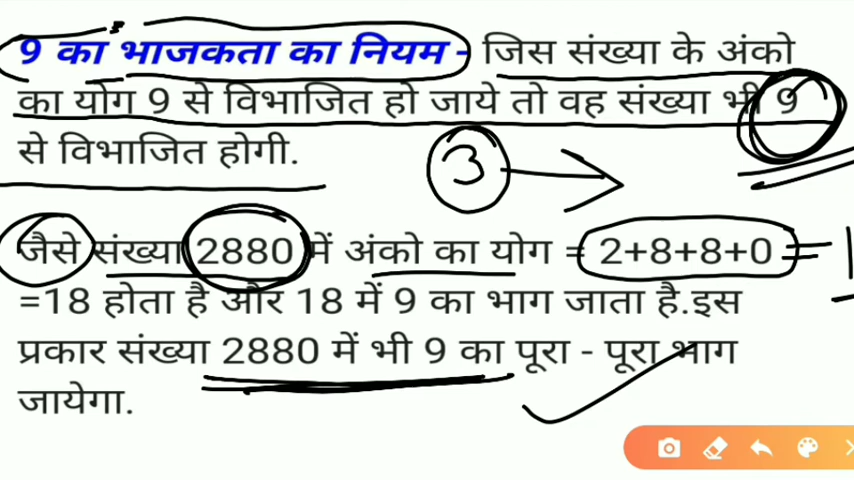 9 का भाजकता का नियम - जिस संख्या के अंको
का योग 9 से विभाजित हो जाये तो वह संख्या भी 9
से विभाजित होगी.
3
जैसे संख्या 2880 में अंको का योग = 2+8+8+0 = 1
=18 होता है और 18 में 9 का भाग जाता है.इस
प्रकार संख्या 2880 में भी 9 का पूरा - पूरा भाग
जायेगा.